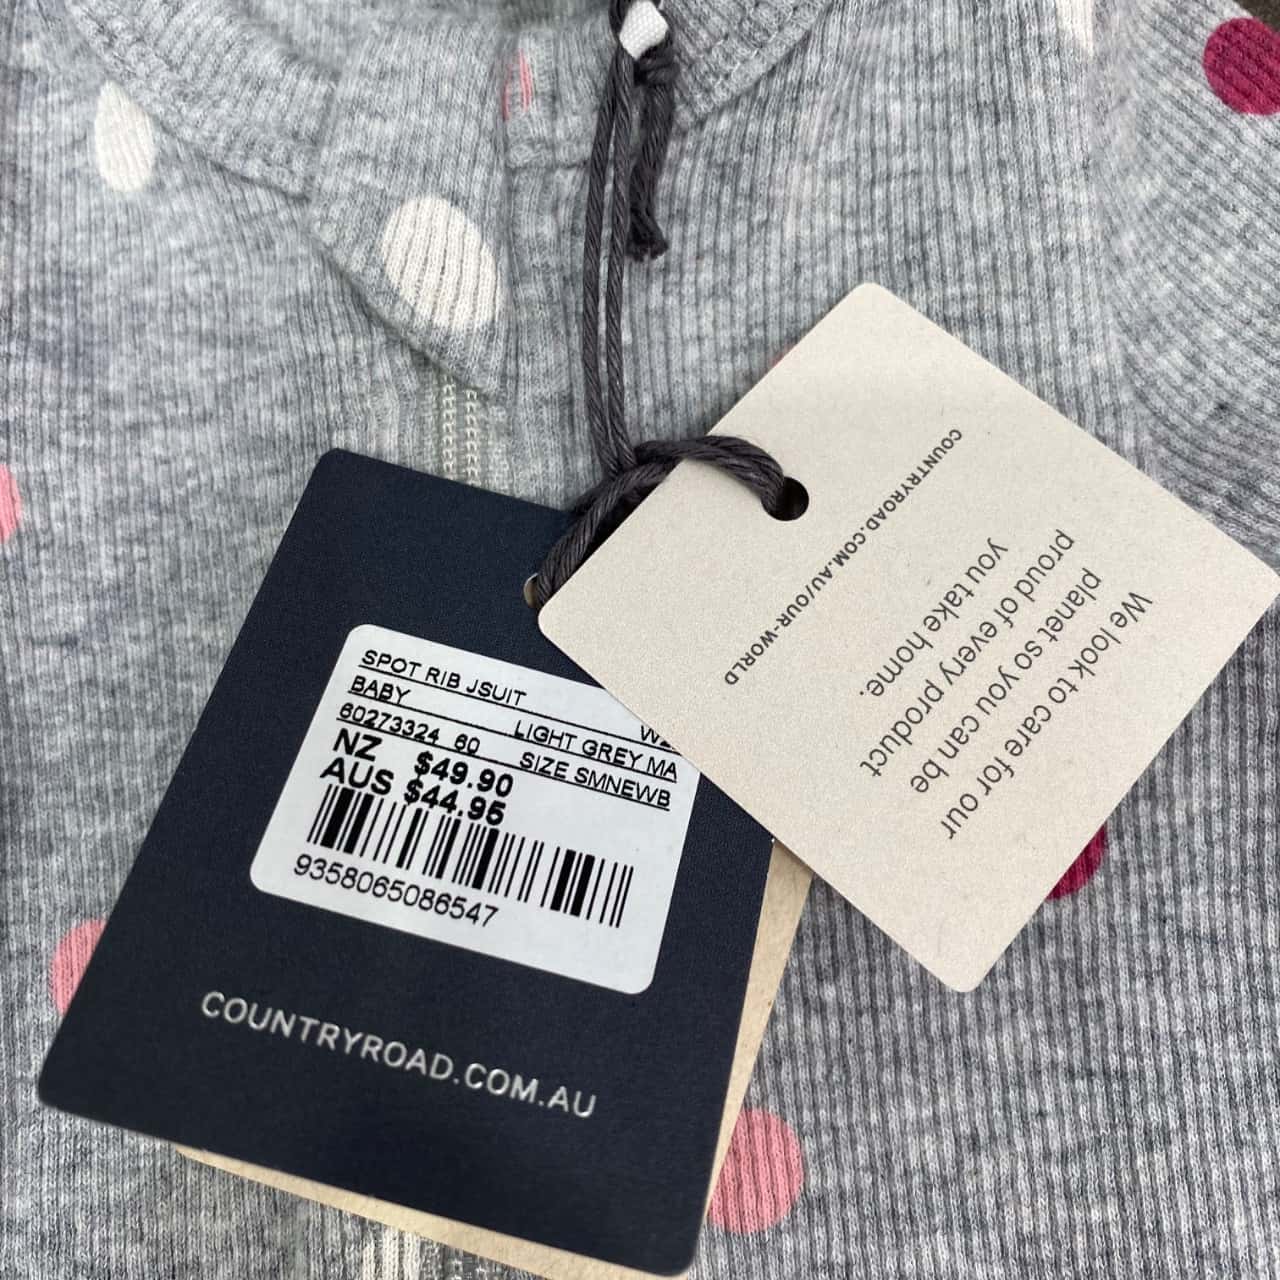 SPOT RIB JSUIT
BABY
60273324 60 LIGHT GREY MA
NZ $49.90 SIZE SMNEWB
AUS $44.95
9358065086547
COUNTRYROAD.COM.AU
We look to care for our
planet so you can be
proud of every product
you take home.
COUNTRYROAD.COM.AU/OUR-WORLD